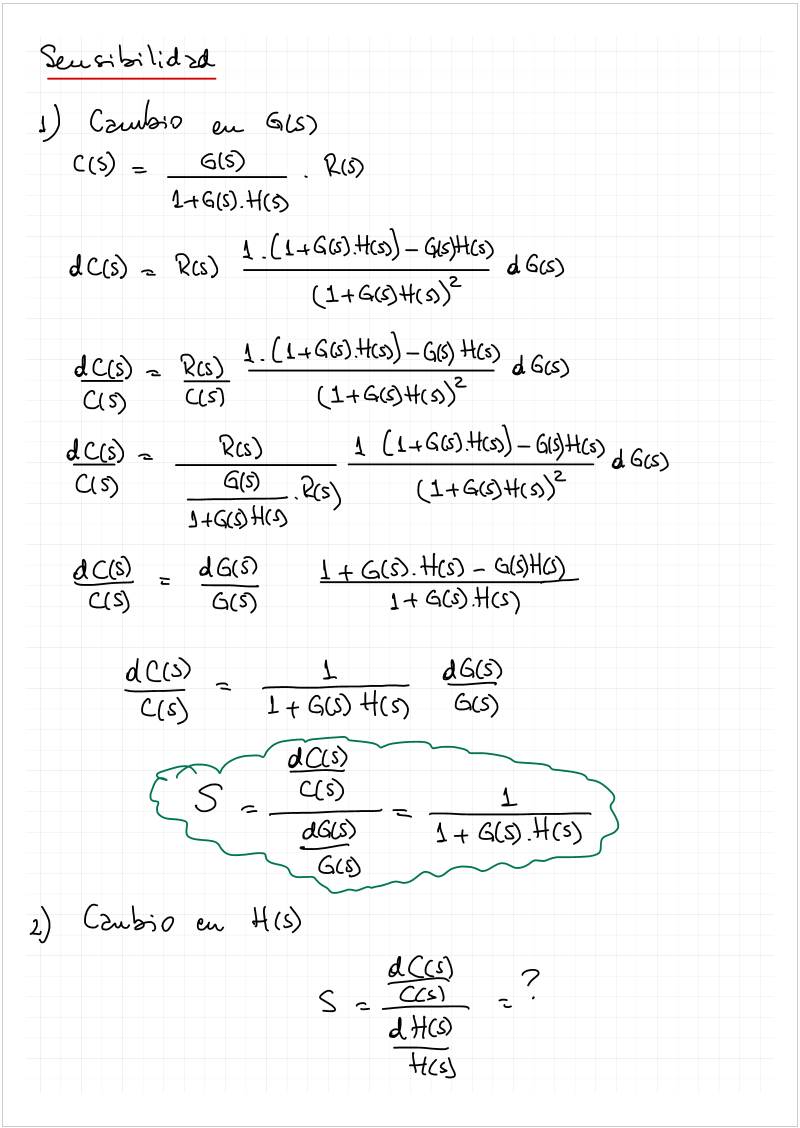 Sensibilidad
1) Cambio en G(s)
C(s) = \frac{G(s)}{1+G(s).H(s)} . R(s)
dC(s) = R(s) \frac{1.(1+G(s).H(s))-G(s)H(s)}{(1+G(s)H(s))^2} dG(s)
\frac{dC(s)}{C(s)} = \frac{R(s)}{C(s)} \frac{1.(1+G(s).H(s))-G(s)H(s)}{(1+G(s)H(s))^2} dG(s)
\frac{dC(s)}{C(s)} = \frac{R(s)}{\frac{G(s)}{1+G(s)H(s)}.R(s)} \frac{1 (1+G(s).H(s))-G(s)H(s)}{(1+G(s)H(s))^2} dG(s)
\frac{dC(s)}{C(s)} = \frac{dG(s)}{G(s)} \frac{1+G(s).H(s)-G(s)H(s)}{1+G(s).H(s)}
\frac{dC(s)}{C(s)} = \frac{1}{1+G(s)H(s)} \frac{dG(s)}{G(s)}
S = \frac{\frac{dC(s)}{C(s)}}{\frac{dG(s)}{G(s)}} = \frac{1}{1+G(s).H(s)}
2) Cambio en H(s)
S = \frac{\frac{dC(s)}{C(s)}}{\frac{dH(s)}{H(s)}} = ?